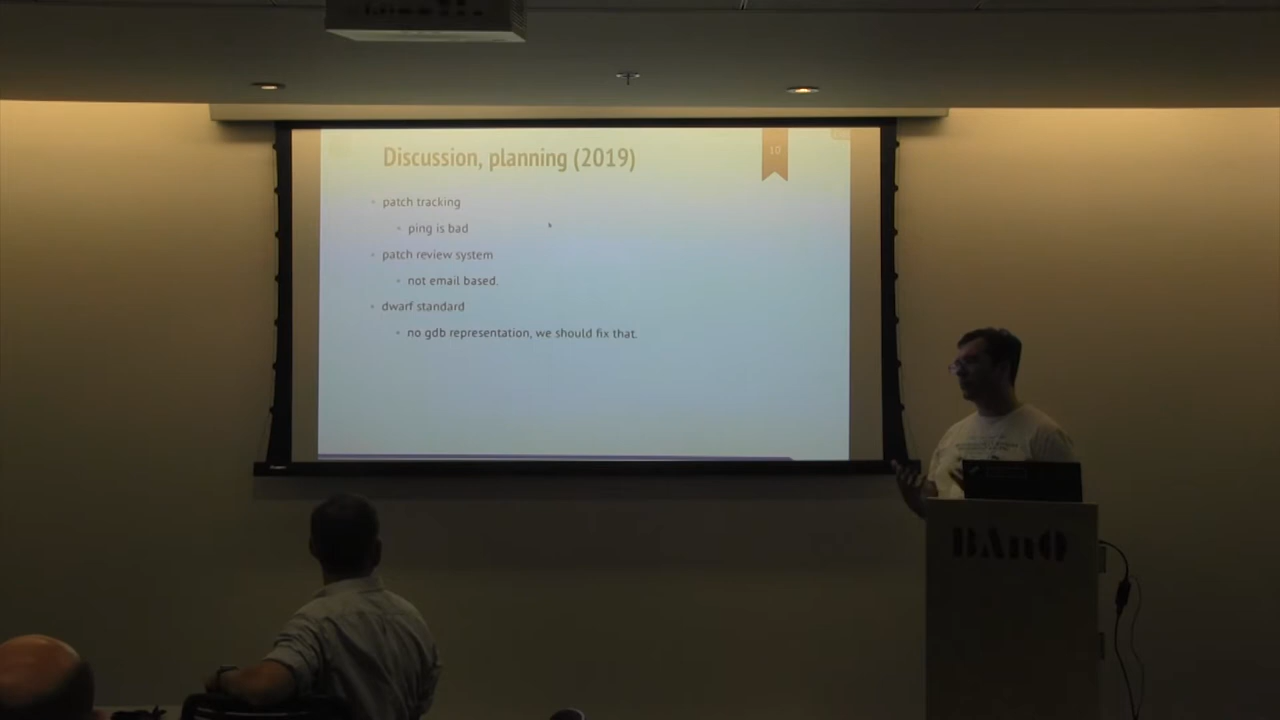 Discussion, planning (2019)
10
patch tracking
ping is bad
patch review system
not email based.
dwarf standard
no gdb representation, we should fix that.
BAnQ